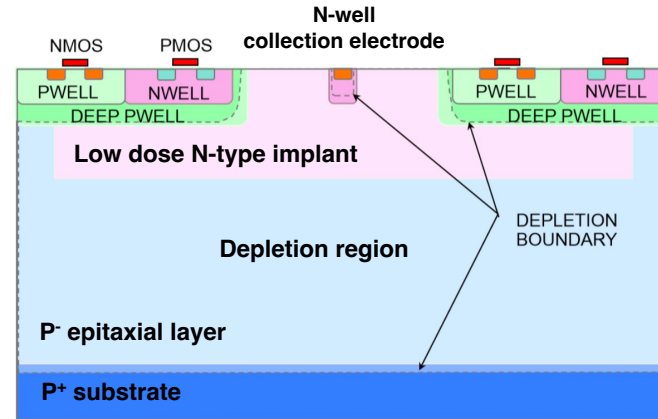 N-well
collection electrode
NMOS
PMOS
PWELL
NWELL
PWELL
NWELL
DEEP PWELL
DEEP PWELL
Low dose N-type implant
DEPLETION
BOUNDARY
Depletion region
P⁻ epitaxial layer
P⁺ substrate